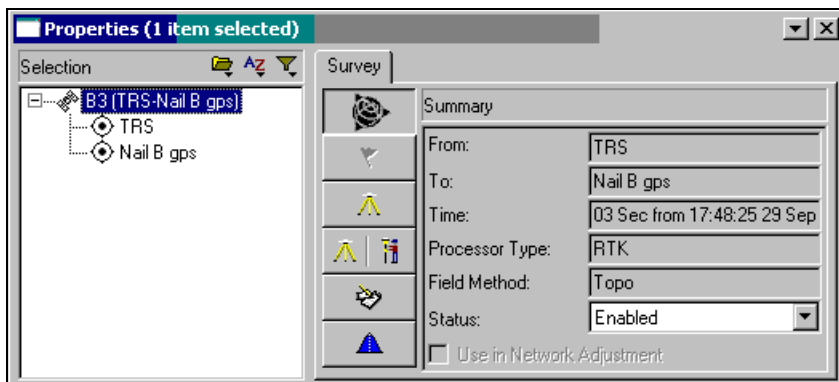 Properties (1 item selected)
Selection
B3 (TRS-Nail B gps)
TRS
Nail B gps
Survey
Summary
From: TRS
To: Nail B gps
Time: 03 Sec from 17:48:25 29 Sep
Processor Type: RTK
Field Method: Topo
Status: Enabled
Use in Network Adjustment